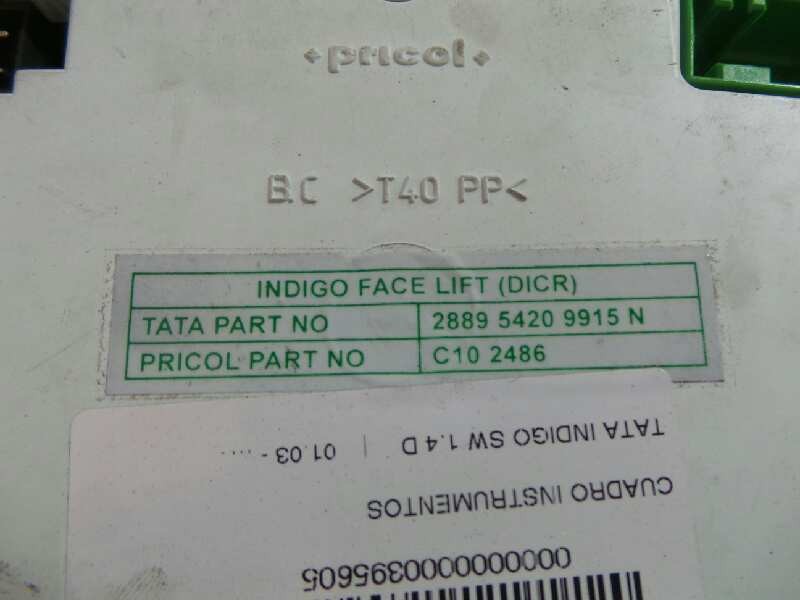 pricol
B.C >T40 PP<
INDIGO FACE LIFT (DICR)
TATA PART NO 2889 5420 9915 N
PRICOL PART NO C10 2486
TATA INDIGO SW 1.4 D | 01.03 - ....
CUADRO INSTRUMENTOS
0000000000395605